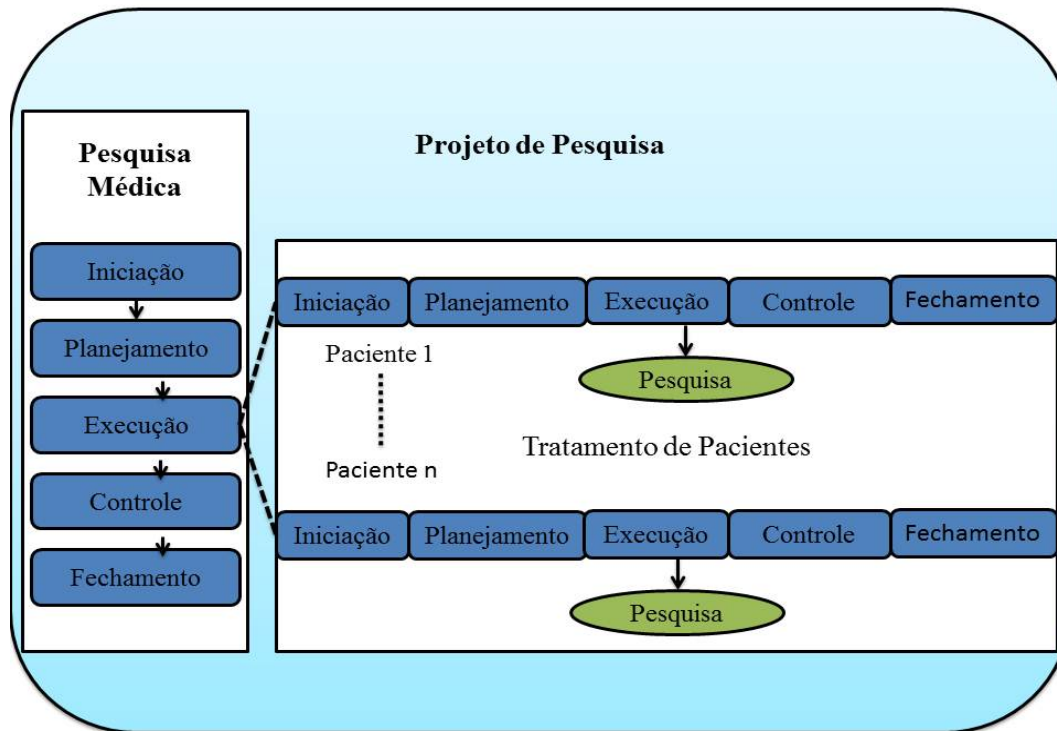 Pesquisa
Médica
Iniciação
Planejamento
Execução
Controle
Fechamento
Projeto de Pesquisa
Iniciação Planejamento Execução Controle Fechamento
Paciente 1
Pesquisa
Tratamento de Pacientes
Paciente n
Iniciação Planejamento Execução Controle Fechamento
Pesquisa